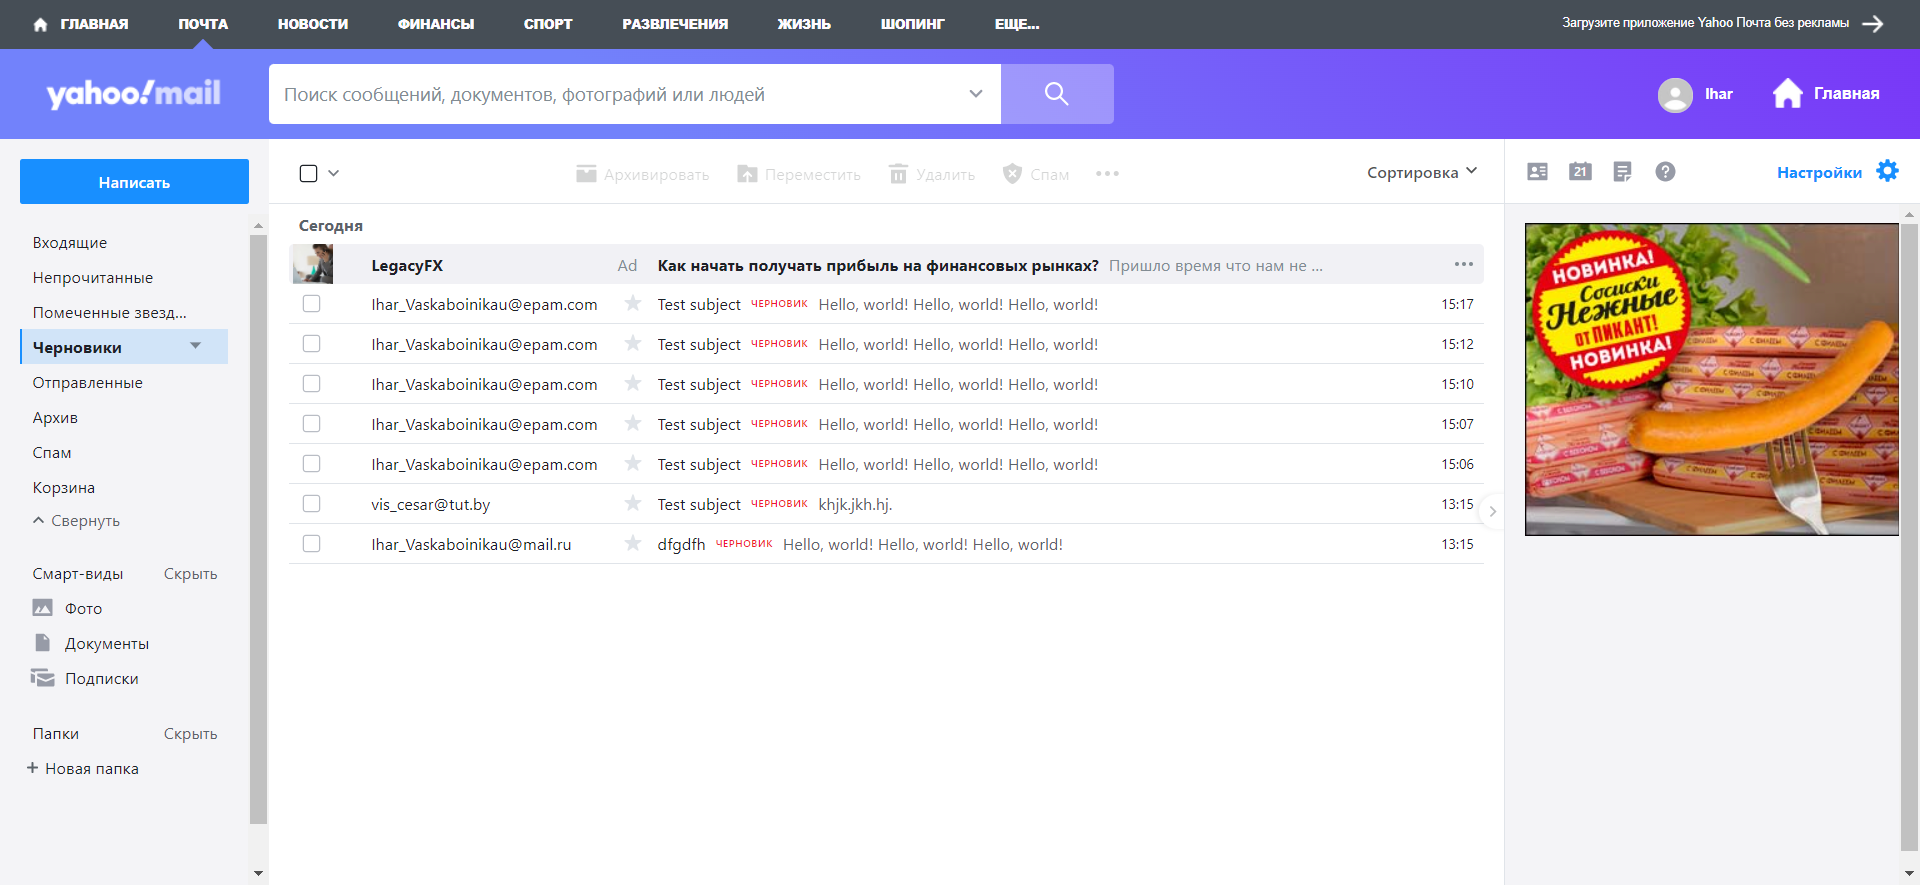 ГЛАВНАЯ ПОЧТА НОВОСТИ ФИНАНСЫ СПОРТ РАЗВЛЕЧЕНИЯ ЖИЗНЬ ШОПИНГ ЕЩЕ... Загрузите приложение Yahoo Почта без рекламы
yahoo!mail Поиск сообщений, документов, фотографий или людей Ihar Главная
Написать
Входящие
Непрочитанные
Помеченные звезд...
Черновики
Отправленные
Архив
Спам
Корзина
Свернуть
Смарт-виды Скрыть
Фото
Документы
Подписки
Папки Скрыть
+ Новая папка
Архивировать Переместить Удалить Спам ••• Сортировка
Сегодня
LegacyFX Ad Как начать получать прибыль на финансовых рынках? Пришло время что нам не ... •••
Ihar_Vaskaboinikau@epam.com Test subject ЧЕРНОВИК Hello, world! Hello, world! Hello, world! 15:17
Ihar_Vaskaboinikau@epam.com Test subject ЧЕРНОВИК Hello, world! Hello, world! Hello, world! 15:12
Ihar_Vaskaboinikau@epam.com Test subject ЧЕРНОВИК Hello, world! Hello, world! Hello, world! 15:10
Ihar_Vaskaboinikau@epam.com Test subject ЧЕРНОВИК Hello, world! Hello, world! Hello, world! 15:07
Ihar_Vaskaboinikau@epam.com Test subject ЧЕРНОВИК Hello, world! Hello, world! Hello, world! 15:06
vis_cesar@tut.by Test subject ЧЕРНОВИК khjk.jkh.hj. 13:15
Ihar_Vaskaboinikau@mail.ru dfgdfh ЧЕРНОВИК Hello, world! Hello, world! Hello, world! 13:15
21 Настройки
НОВИНКА!
Сосиски
Нежные
ОТ ПИКАНТ!
НОВИНКА!